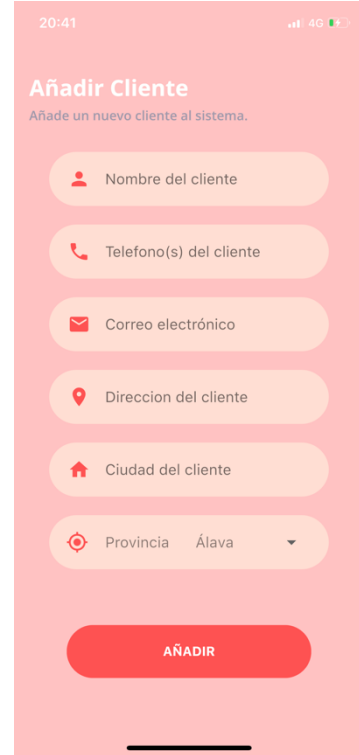 20:41 4G
Añadir Cliente
Añade un nuevo cliente al sistema.
Nombre del cliente
Telefono(s) del cliente
Correo electrónico
Direccion del cliente
Ciudad del cliente
Provincia Álava
AÑADIR